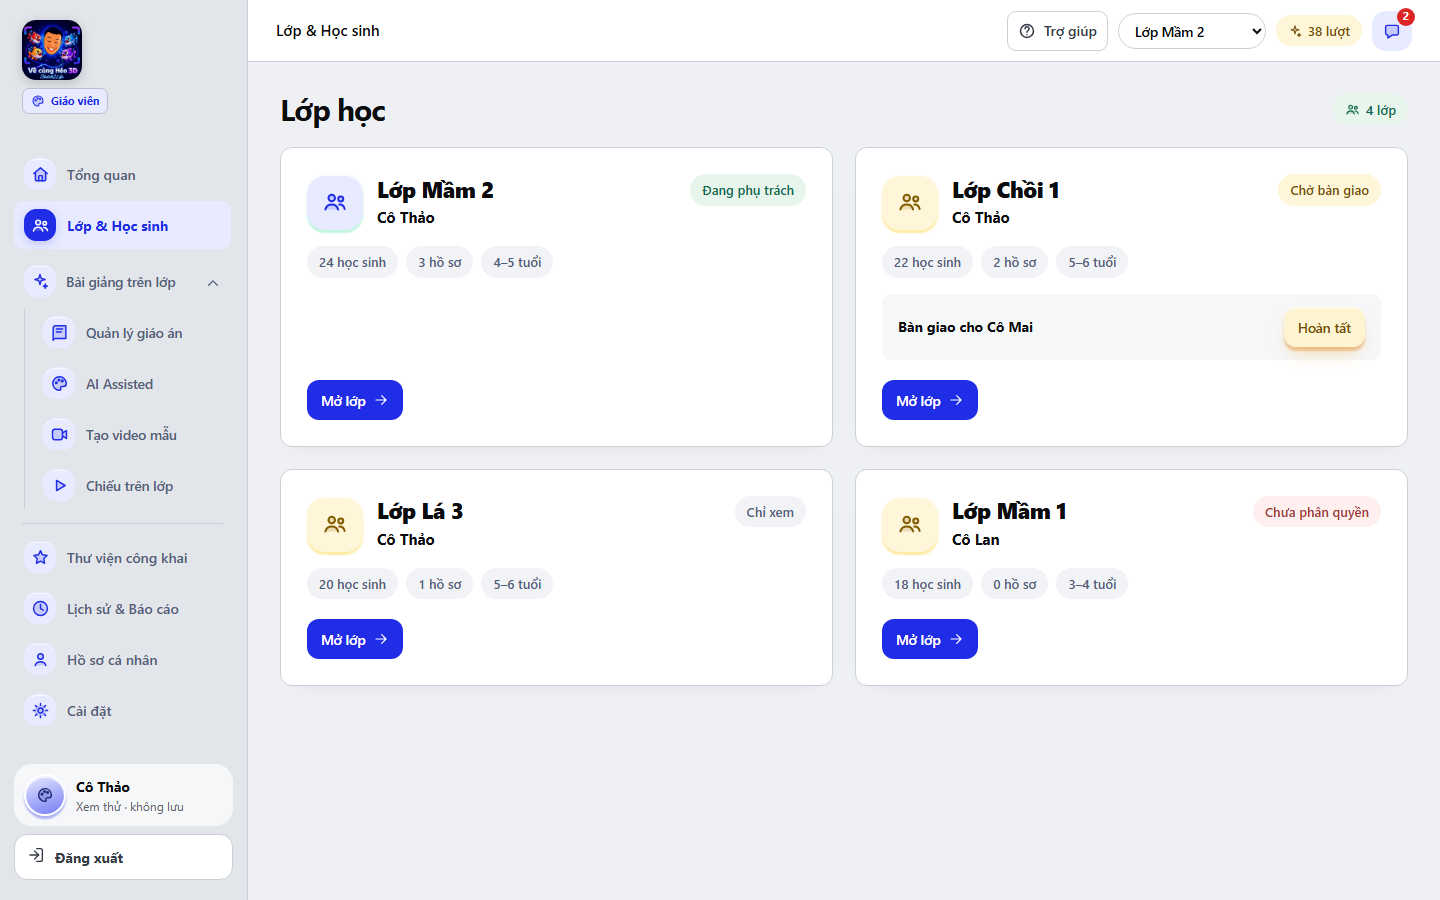 Vẽ cùng Héo 3D
Giáo viên
Tổng quan
Lớp & Học sinh
Bài giảng trên lớp
Quản lý giáo án
AI Assisted
Tạo video mẫu
Chiếu trên lớp
Thư viện công khai
Lịch sử & Báo cáo
Hồ sơ cá nhân
Cài đặt
Cô Thảo
Xem thử · không lưu
Đăng xuất
Lớp & Học sinh
Trợ giúp
Lớp Mầm 2
38 lượt
2
Lớp học
4 lớp
Lớp Mầm 2
Đang phụ trách
Cô Thảo
24 học sinh
3 hồ sơ
4–5 tuổi
Mở lớp
Lớp Chồi 1
Chờ bàn giao
Cô Thảo
22 học sinh
2 hồ sơ
5–6 tuổi
Bàn giao cho Cô Mai
Hoàn tất
Mở lớp
Lớp Lá 3
Chỉ xem
Cô Thảo
20 học sinh
1 hồ sơ
5–6 tuổi
Mở lớp
Lớp Mầm 1
Chưa phân quyền
Cô Lan
18 học sinh
0 hồ sơ
3–4 tuổi
Mở lớp